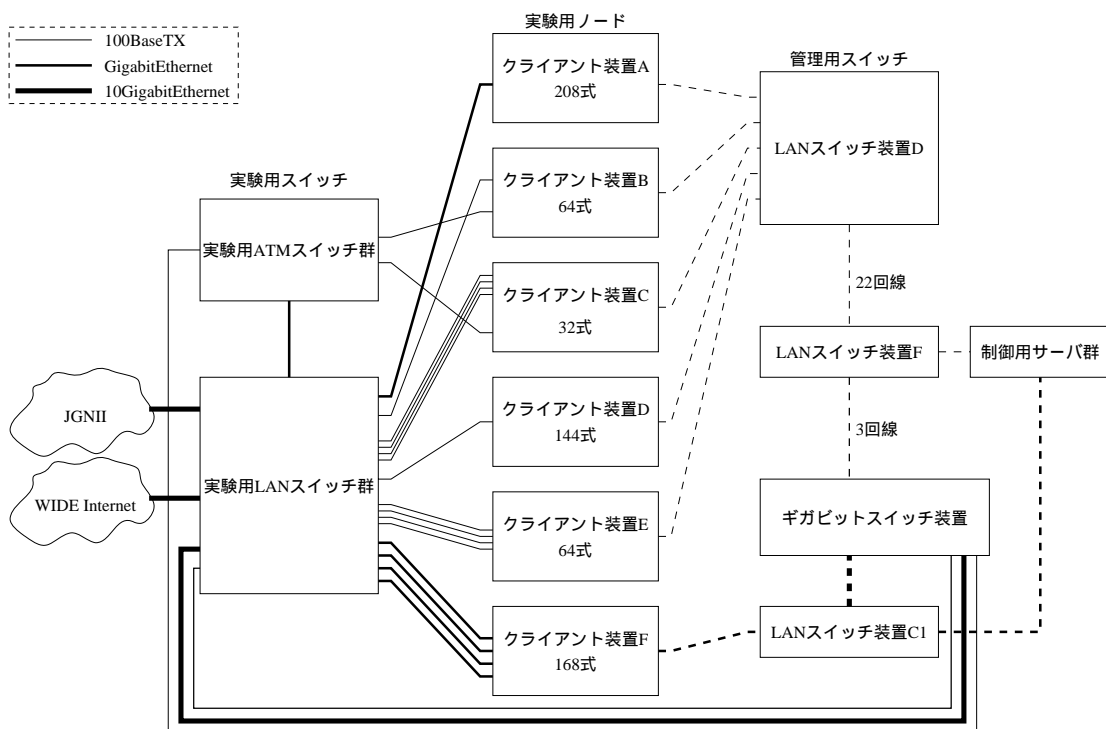 100BaseTX
GigabitEthernet
10GigabitEthernet
実験用ノード
クライアント装置A
208式
管理用スイッチ
LANスイッチ装置D
実験用スイッチ
実験用ATMスイッチ群
クライアント装置B
64式
クライアント装置C
32式
22回線
LANスイッチ装置F
制御用サーバ群
JGNII
WIDE Internet
実験用LANスイッチ群
クライアント装置D
144式
3回線
クライアント装置E
64式
ギガビットスイッチ装置
クライアント装置F
168式
LANスイッチ装置C1